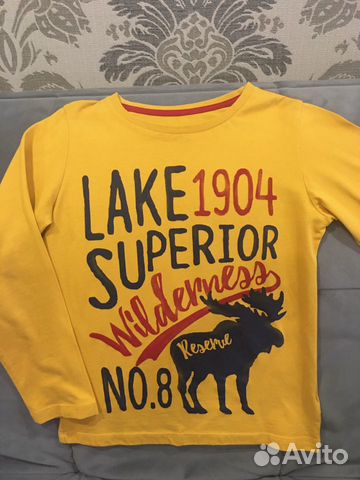 LAKE 1904
SUPERIOR
Wilderness
Reserve
NO.8
Avito